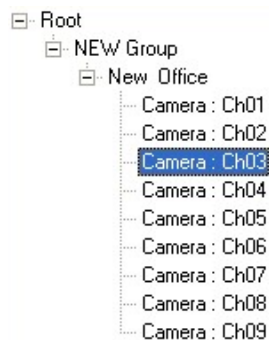 Root
NEW Group
New Office
Camera : Ch01
Camera : Ch02
Camera : Ch03
Camera : Ch04
Camera : Ch05
Camera : Ch06
Camera : Ch07
Camera : Ch08
Camera : Ch09